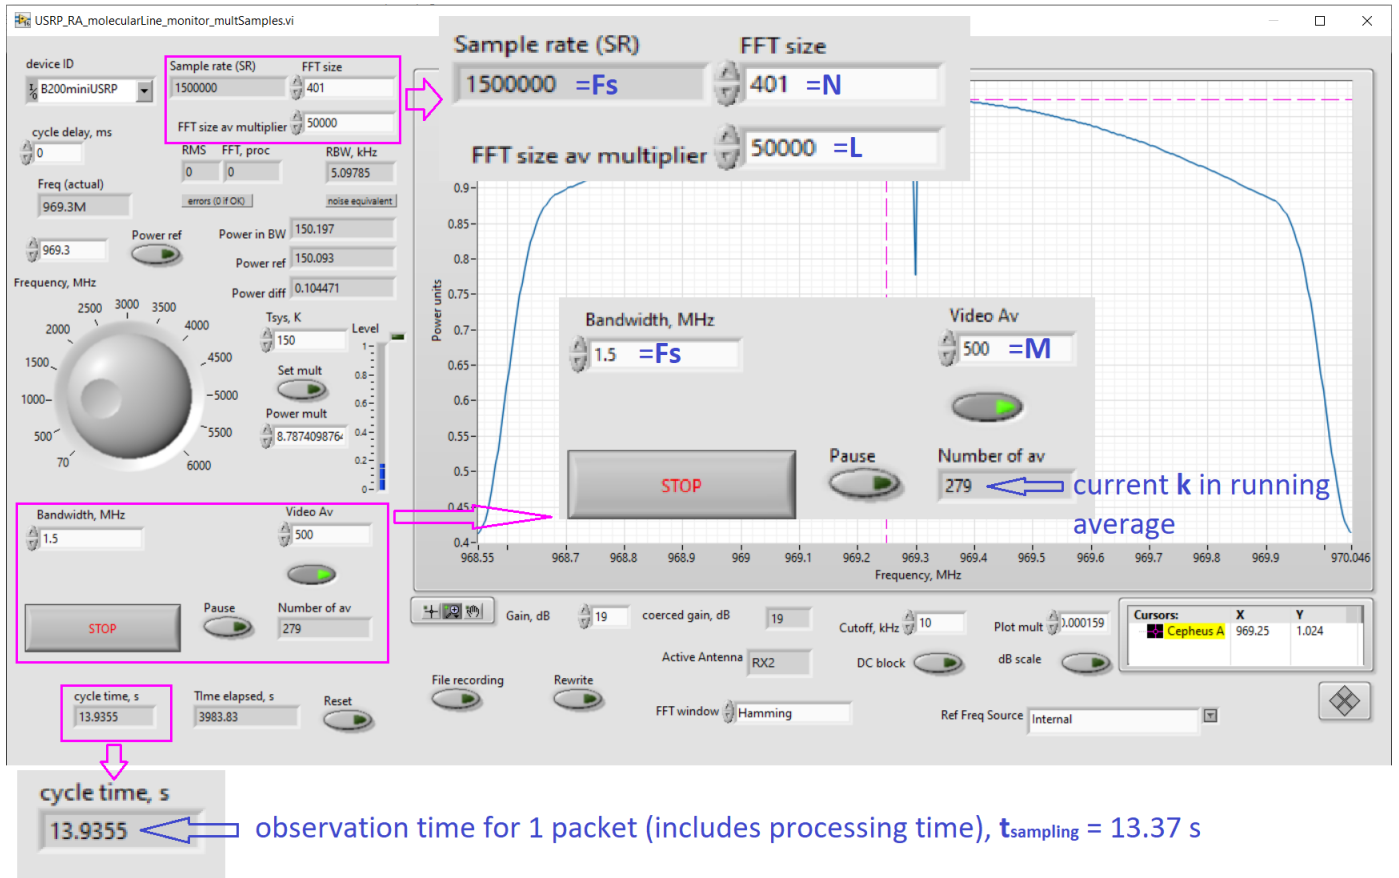 USRP_RA_molecularLine_monitor_multSamples.vi
device ID
B200miniUSRP
Sample rate (SR)
FFT size
1500000
401
FFT size av multiplier
50000
Sample rate (SR)
FFT size
1500000 =Fs
401 =N
FFT size av multiplier
50000 =L
cycle delay, ms
0
RMS
FFT, proc
RBW, kHz
0
0
5.09785
errors (0 if OK)
noise equivalent
Freq (actual)
969.3M
969.3
Power ref
Power in BW
150.197
Power ref
150.093
Power diff
0.104471
Frequency, MHz
70
500
1000
1500
2000
2500
3000
3500
4000
4500
5000
5500
6000
Tsys, K
150
Set mult
Power mult
8.7874098764
Level
1
0.8
0.6
0.4
0.2
0
Power units
0.9
0.85
0.8
0.75
0.7
0.65
0.6
0.55
0.5
0.45
0.4
968.55
968.7
968.8
968.9
969
969.1
969.2
969.3
969.4
969.5
969.6
969.7
969.8
969.9
970.046
Frequency, MHz
Bandwidth, MHz
1.5 =Fs
Video Av
500 =M
STOP
Pause
Number of av
279
current k in running
average
Bandwidth, MHz
1.5
Video Av
500
STOP
Pause
Number of av
279
cycle time, s
13.9355
TIme elapsed, s
3983.83
Reset
Gain, dB
19
coerced gain, dB
19
Cutoff, kHz
10
Plot mult
0.000159
Cursors:
X
Y
Cepheus A
969.25
1.024
Active Antenna
RX2
DC block
dB scale
File recording
Rewrite
FFT window
Hamming
Ref Freq Source
Internal
cycle time, s
13.9355
observation time for 1 packet (includes processing time), tsampling = 13.37 s